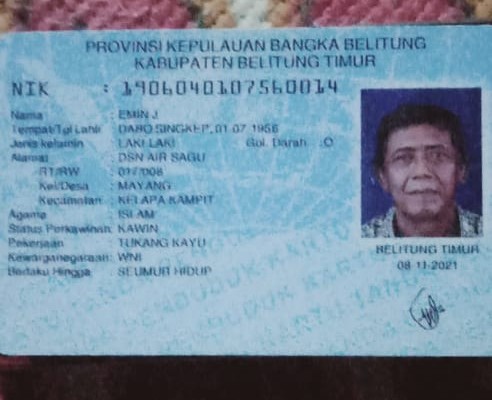 PROVINSI KEPULAUAN BANGKA BELITUNG
KABUPATEN BELITUNG TIMUR
NIK : 1906040107560014
Nama : EMIN J
Tempat/Tgl Lahir : DABO SINGKEP, 01-07-1956
Jenis kelamin : LAKI-LAKI Gol. Darah : O
Alamat : DSN AIR SAGU
RT/RW :
Kel/Desa : MAYANG
Kecamatan : KELAPA KAMPIT
Agama : ISLAM
Status Perkawinan: KAWIN
Pekerjaan : TUKANG KAYU
Kewarganegaraan: WNI
Berlaku Hingga : SEUMUR HIDUP
BELITUNG TIMUR
08-11-2021